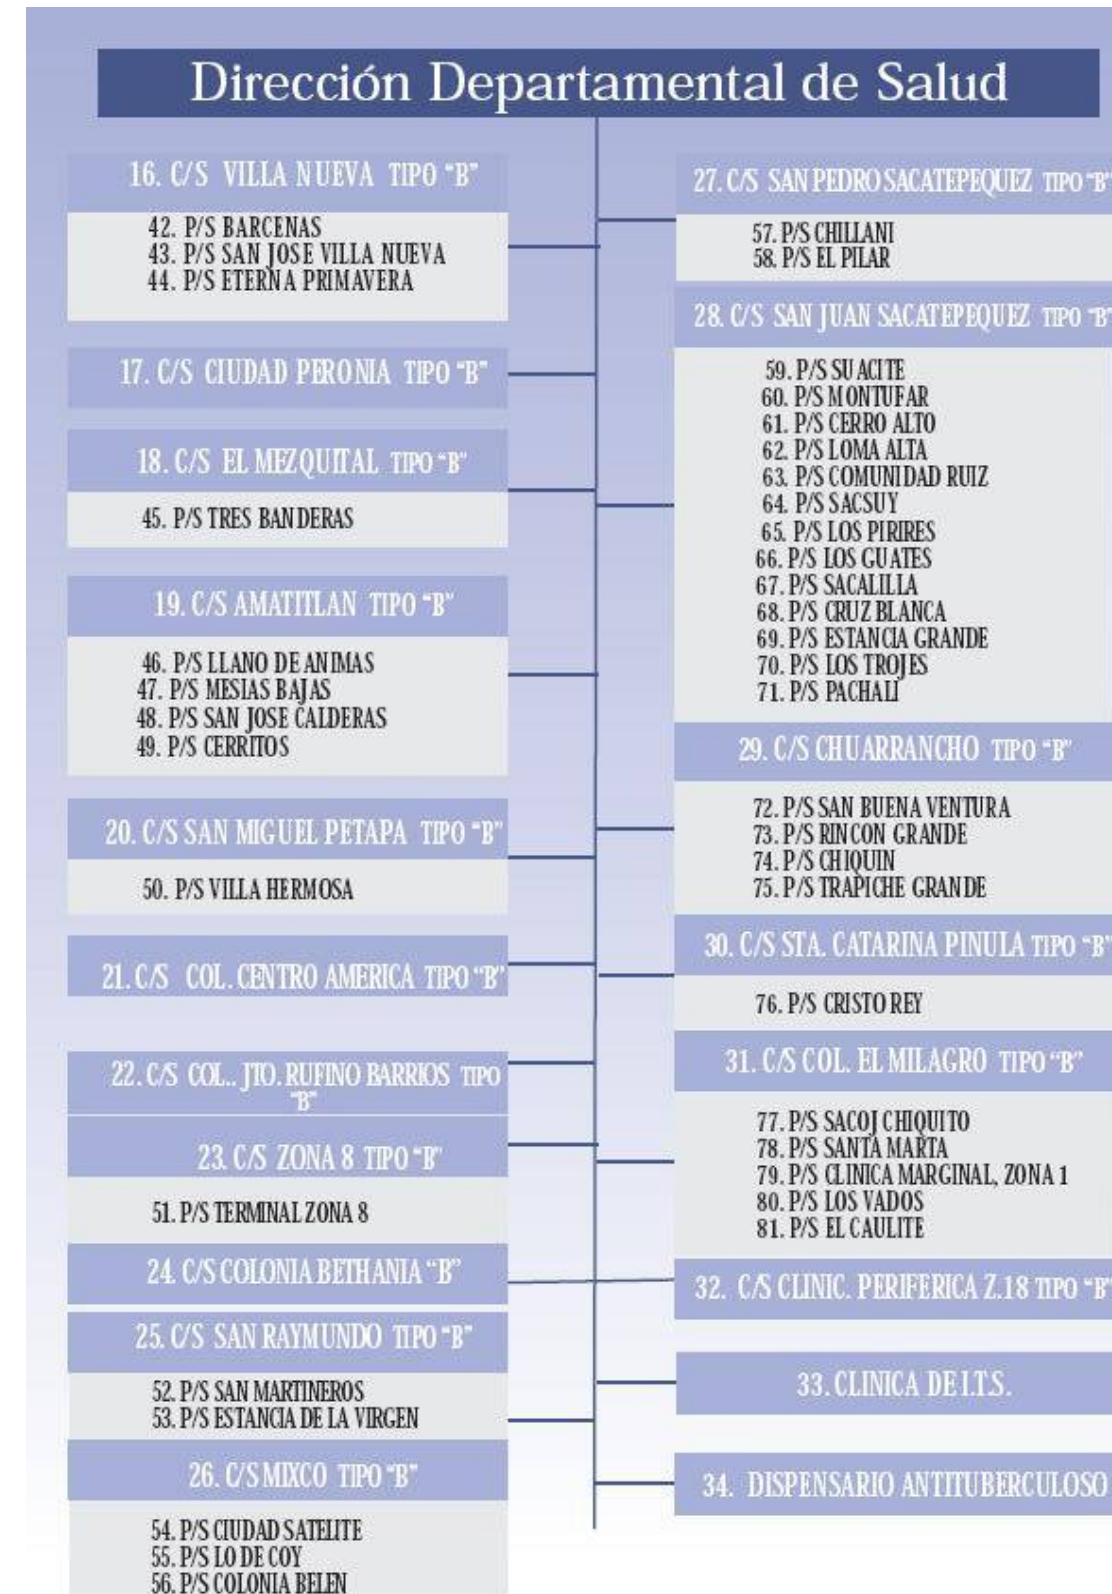 Dirección Departamental de Salud
16. C/S VILLA NUEVA TIPO “B”
42. P/S BARCENAS
43. P/S SAN JOSE VILLA NUEVA
44. P/S ETERNA PRIMAVERA
17. C/S CIUDAD PERONIA TIPO “B”
18. C/S EL MEZQUITAL TIPO “B”
45. P/S TRES BANDERAS
19. C/S AMATITLAN TIPO “B”
46. P/S LLANO DE ANIMAS
47. P/S MESIAS BAJAS
48. P/S SAN JOSE CALDERAS
49. P/S CERRITOS
20. C/S SAN MIGUEL PETAPA TIPO “B”
50. P/S VILLA HERMOSA
21. C/S COL. CENTRO AMERICA TIPO “B”
22. C/S COL.. JTO. RUFINO BARRIOS TIPO
“B”
23. C/S ZONA 8 TIPO “B”
51. P/S TERMINAL ZONA 8
24. C/S COLONIA BETHANIA “B”
25. C/S SAN RAYMUNDO TIPO “B”
52. P/S SAN MARTINEROS
53. P/S ESTANCIA DE LA VIRGEN
26. C/S MIXCO TIPO “B”
54. P/S CIUDAD SATELITE
55. P/S LO DE COY
56. P/S COLONIA BELEN
27. C/S SAN PEDRO SACATEPEQUEZ TIPO “B”
57. P/S CHILLANI
58. P/S EL PILAR
28. C/S SAN JUAN SACATEPEQUEZ TIPO “B”
59. P/S SUACITE
60. P/S MONTUFAR
61. P/S CERRO ALTO
62. P/S LOMA ALTA
63. P/S COMUNIDAD RUIZ
64. P/S SACSUY
65. P/S LOS PIRIRES
66. P/S LOS GUATES
67. P/S SACALILLA
68. P/S CRUZ BLANCA
69. P/S ESTANCIA GRANDE
70. P/S LOS TROJES
71. P/S PACHALI
29. C/S CHUARRANCHO TIPO “B”
72. P/S SAN BUENA VENTURA
73. P/S RINCON GRANDE
74. P/S CHIQUIN
75. P/S TRAPICHE GRANDE
30. C/S STA. CATARINA PINULA TIPO “B”
76. P/S CRISTO REY
31. C/S COL. EL MILAGRO TIPO “B”
77. P/S SACOJ CHIQUITO
78. P/S SANTA MARTA
79. P/S CLINICA MARGINAL, ZONA 1
80. P/S LOS VADOS
81. P/S EL CAULITE
32. C/S CLINIC. PERIFERICA Z.18 TIPO “B”
33. CLINICA DE I.T.S.
34. DISPENSARIO ANTITUBERCULOSO